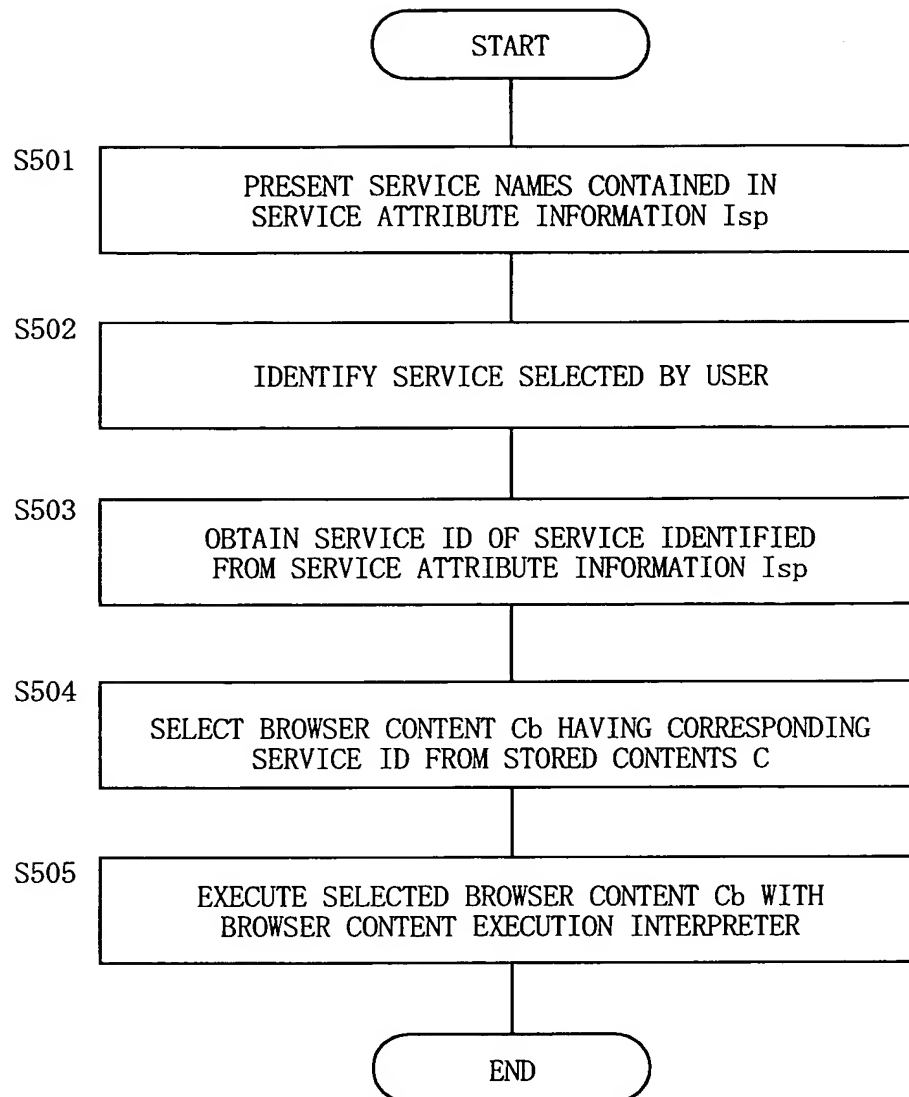 START
S501
PRESENT SERVICE NAMES CONTAINED IN
SERVICE ATTRIBUTE INFORMATION Isp
S502
IDENTIFY SERVICE SELECTED BY USER
S503
OBTAIN SERVICE ID OF SERVICE IDENTIFIED
FROM SERVICE ATTRIBUTE INFORMATION Isp
S504
SELECT BROWSER CONTENT Cb HAVING CORRESPONDING
SERVICE ID FROM STORED CONTENTS C
S505
EXECUTE SELECTED BROWSER CONTENT Cb WITH
BROWSER CONTENT EXECUTION INTERPRETER
END